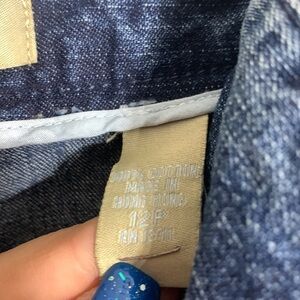 100% COTTON
MADE IN
HONG KONG
12P